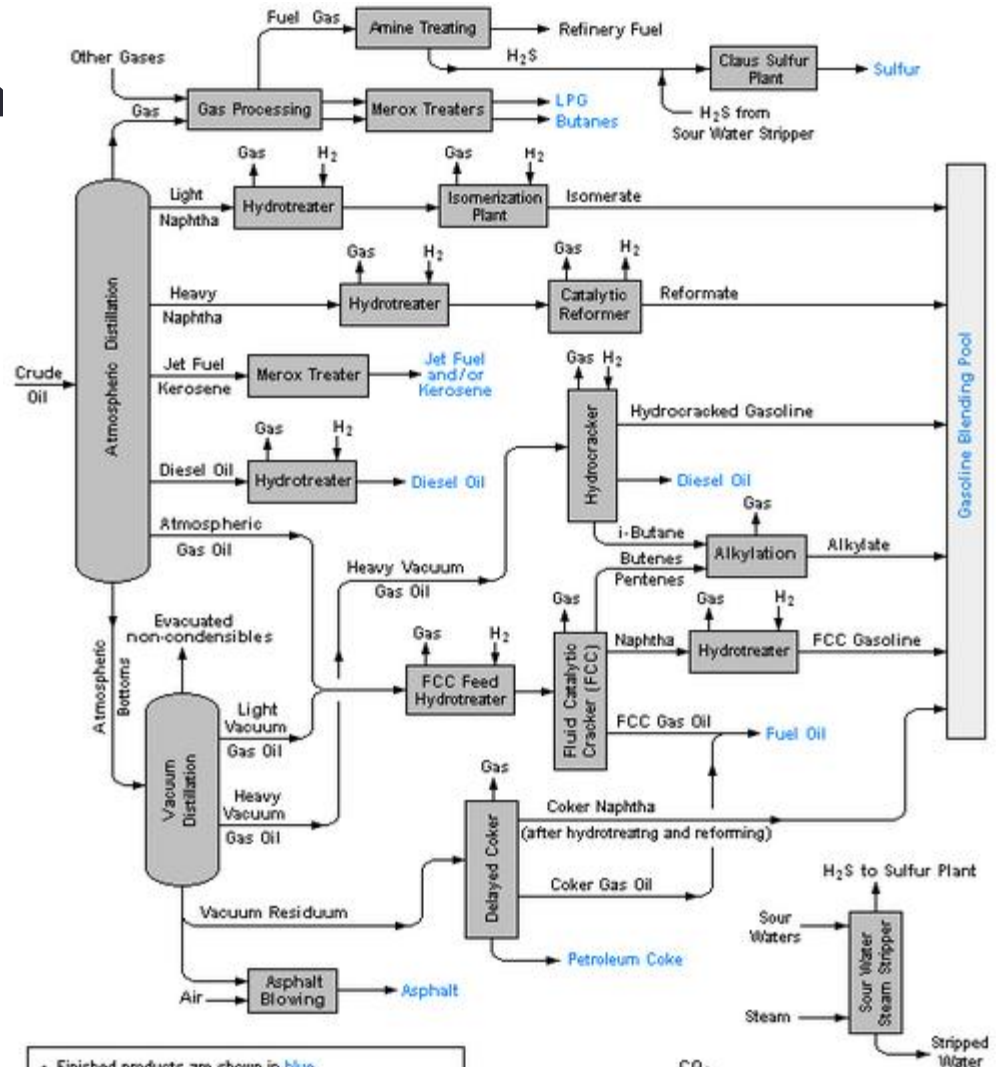 Fuel Gas
Amine Treating
Refinery Fuel
Other Gases
H2S
Claus Sulfur
Plant
Sulfur
Gas
Gas Processing
Merox Treaters
LPG
Butanes
H2S from
Sour Water Stripper
Gas
H2
Gas
H2
Light
Naphtha
Hydrotreater
Isomerization
Plant
Isomerate
Gas
H2
Gas
H2
Heavy
Naphtha
Hydrotreater
Catalytic
Reformer
Reformate
Crude
Oil
Atmospheric Distillation
Jet Fuel
Kerosene
Merox Treater
Jet Fuel
and/or
Kerosene
Gas
H2
Hydrocracker
Hydrocracked Gasoline
Gasoline Blending Pool
Gas
H2
Diesel Oil
Hydrotreater
Diesel Oil
Diesel Oil
Atmospheric
Gas Oil
i-Butane
Butenes
Pentenes
Gas
Alkylation
Alkylate
Heavy Vacuum
Gas Oil
Atmospheric
Bottoms
Evacuated
non-condensibles
Gas
H2
FCC Feed
Hydrotreater
Gas
Fluid Catalytic
Cracker (FCC)
Naphtha
Gas
H2
Hydrotreater
FCC Gasoline
Light
Vacuum
Gas Oil
FCC Gas Oil
Fuel Oil
Vacuum
Distillation
Heavy
Vacuum
Gas Oil
Gas
Delayed Coker
Coker Naphtha
(after hydrotreatng and reforming)
Coker Gas Oil
Vacuum Residuum
Petroleum Coke
Air
Asphalt
Blowing
Asphalt
H2S to Sulfur Plant
Sour
Waters
Sour Water
Steam Stripper
Steam
Stripped
Water
• Finished products are shown in blue
CO2